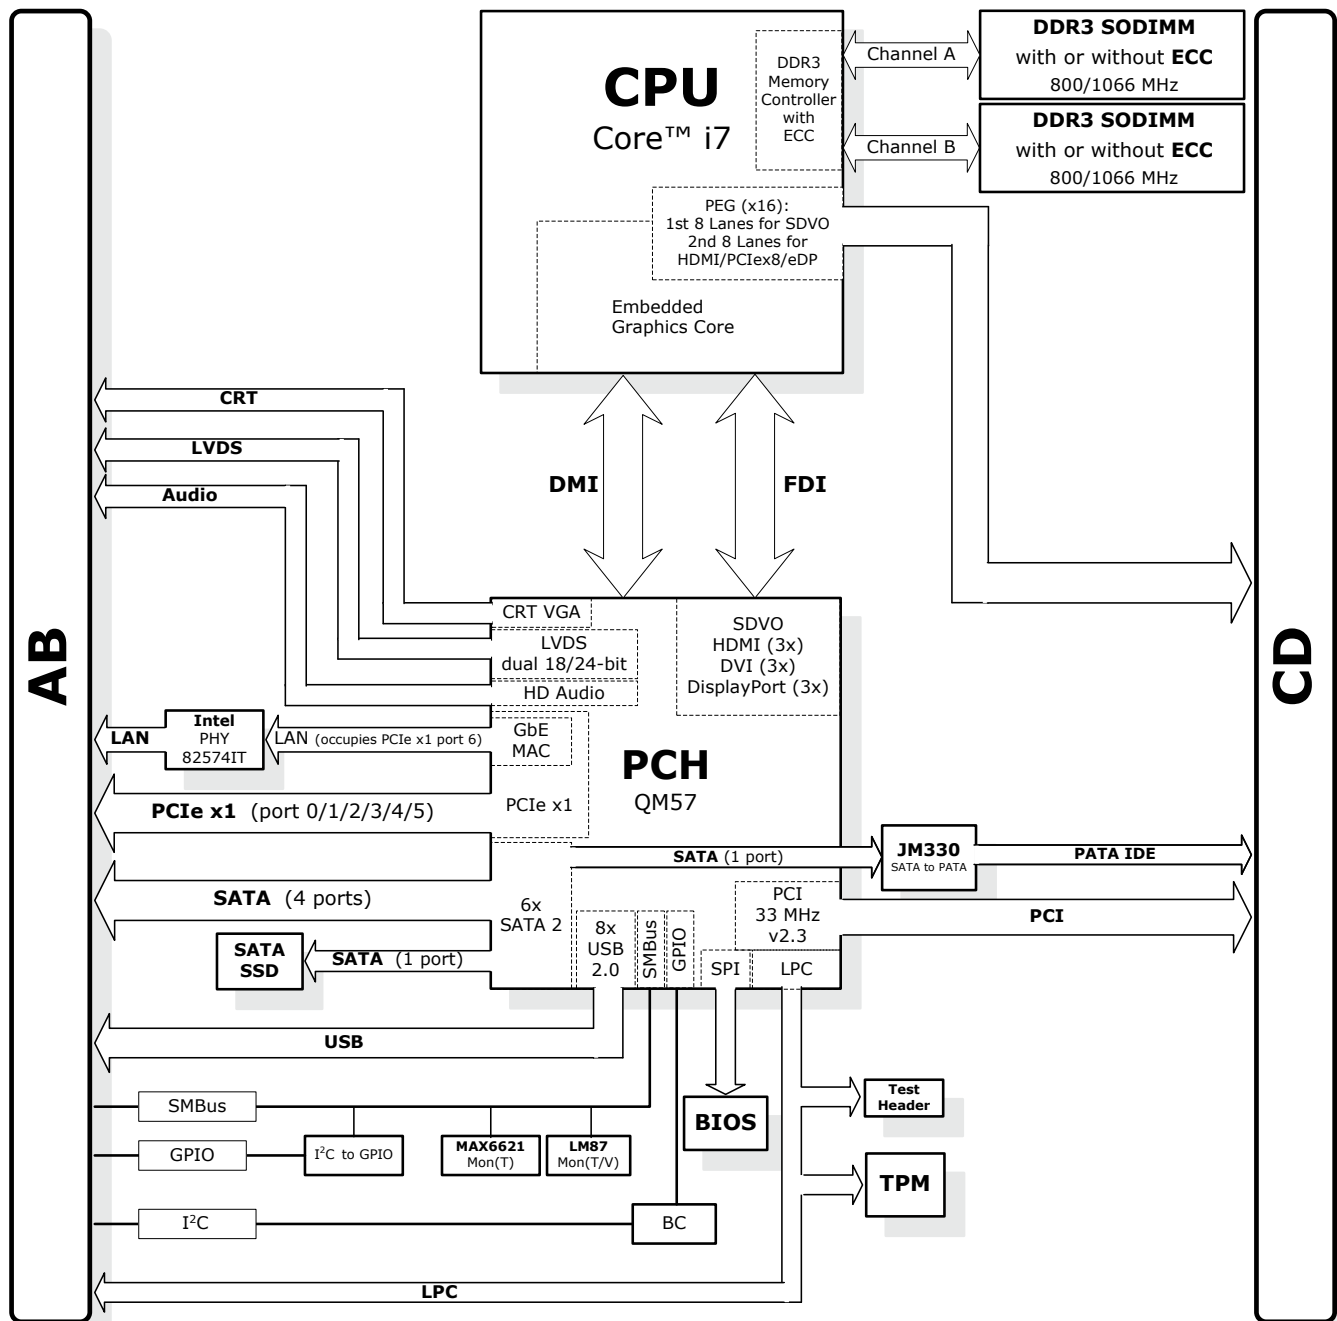 AB
CD
CPU
Core™ i7
DDR3
Memory
Controller
with
ECC
Channel A
Channel B
DDR3 SODIMM
with or without ECC
800/1066 MHz
DDR3 SODIMM
with or without ECC
800/1066 MHz
PEG (x16):
1st 8 Lanes for SDVO
2nd 8 Lanes for
HDMI/PCIex8/eDP
Embedded
Graphics Core
CRT
LVDS
Audio
DMI
FDI
CRT VGA
LVDS
dual 18/24-bit
HD Audio
SDVO
HDMI (3x)
DVI (3x)
DisplayPort (3x)
LAN
Intel
PHY
82574IT
LAN (occupies PCIe x1 port 6)
GbE
MAC
PCH
QM57
PCIe x1 (port 0/1/2/3/4/5)
PCIe x1
SATA (1 port)
JM330
SATA to PATA
PATA IDE
SATA (4 ports)
6x
SATA 2
PCI
33 MHz
v2.3
PCI
SATA
SSD
SATA (1 port)
8x
USB
2.0
SMBus
GPIO
SPI
LPC
USB
SMBus
GPIO
I²C to GPIO
MAX6621
Mon(T)
LM87
Mon(T/V)
BIOS
Test
Header
TPM
I²C
BC
LPC